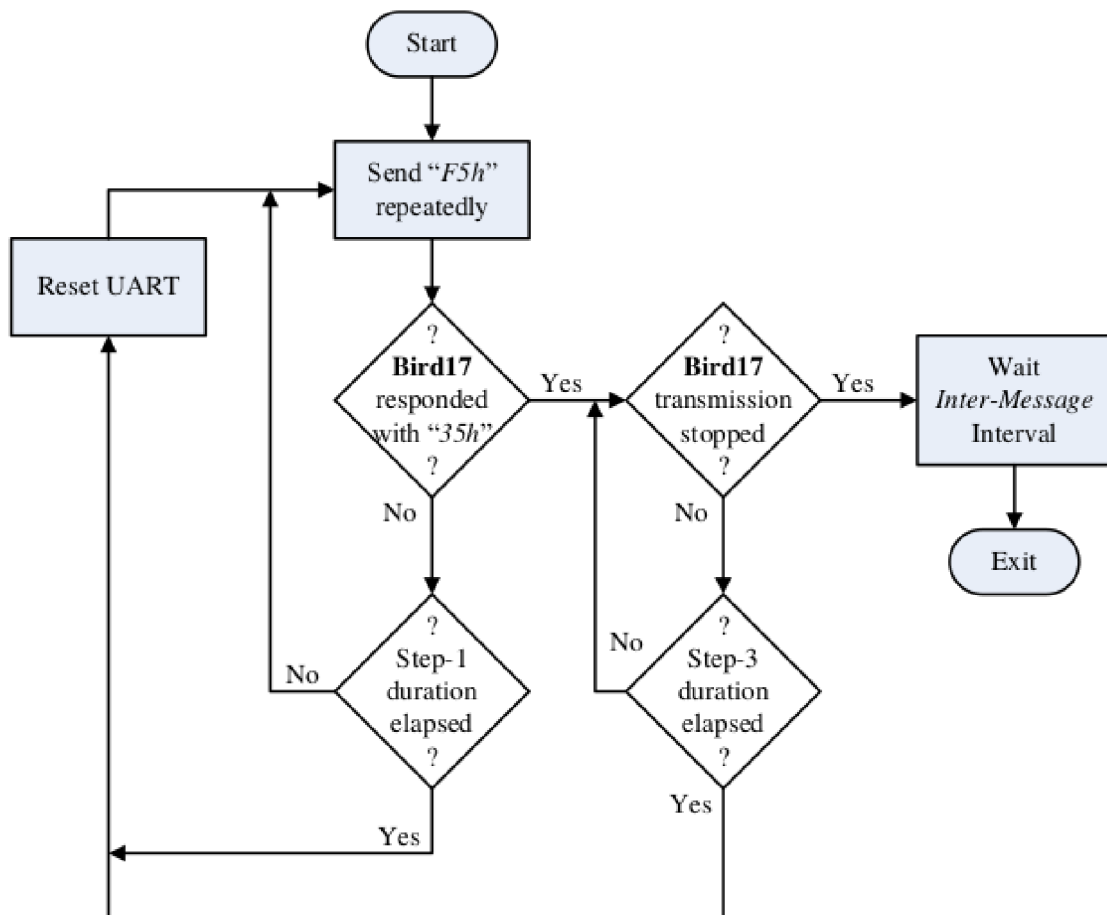 Start
Send “F5h”
repeatedly
Reset UART
?
Bird17
responded
with “35h”
?
Yes
No
?
Bird17
transmission
stopped
?
Yes
No
Wait
Inter-Message
Interval
Exit
?
Step-1
duration
elapsed
?
No
Yes
?
Step-3
duration
elapsed
?
No
Yes